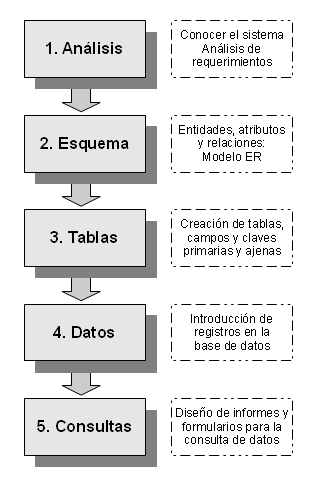 1. Análisis
Conocer el sistema
Análisis de
requerimientos
2. Esquema
Entidades, atributos
y relaciones:
Modelo ER
3. Tablas
Creación de tablas,
campos y claves
primarias y ajenas
4. Datos
Introducción de
registros en la
base de datos
5. Consultas
Diseño de informes y
formularios para la
consulta de datos